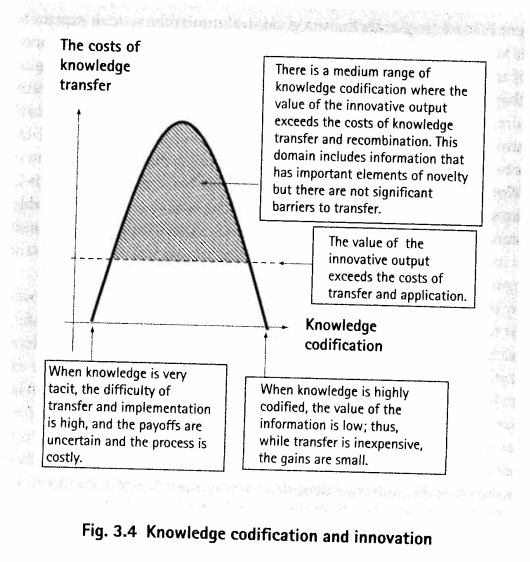 The costs of
knowledge
transfer
There is a medium range of
knowledge codification where the
value of the innovative output
exceeds the costs of knowledge
transfer and recombination. This
domain includes information that
has important elements of novelty
but there are not significant
barriers to transfer.
The value of the
innovative output
exceeds the costs of
transfer and application.
Knowledge
codification
When knowledge is very
tacit, the difficulty of
transfer and implementation
is high, and the payoffs are
uncertain and the process is
costly.
When knowledge is highly
codified, the value of the
information is low; thus,
while transfer is inexpensive,
the gains are small.
Fig. 3.4 Knowledge codification and innovation